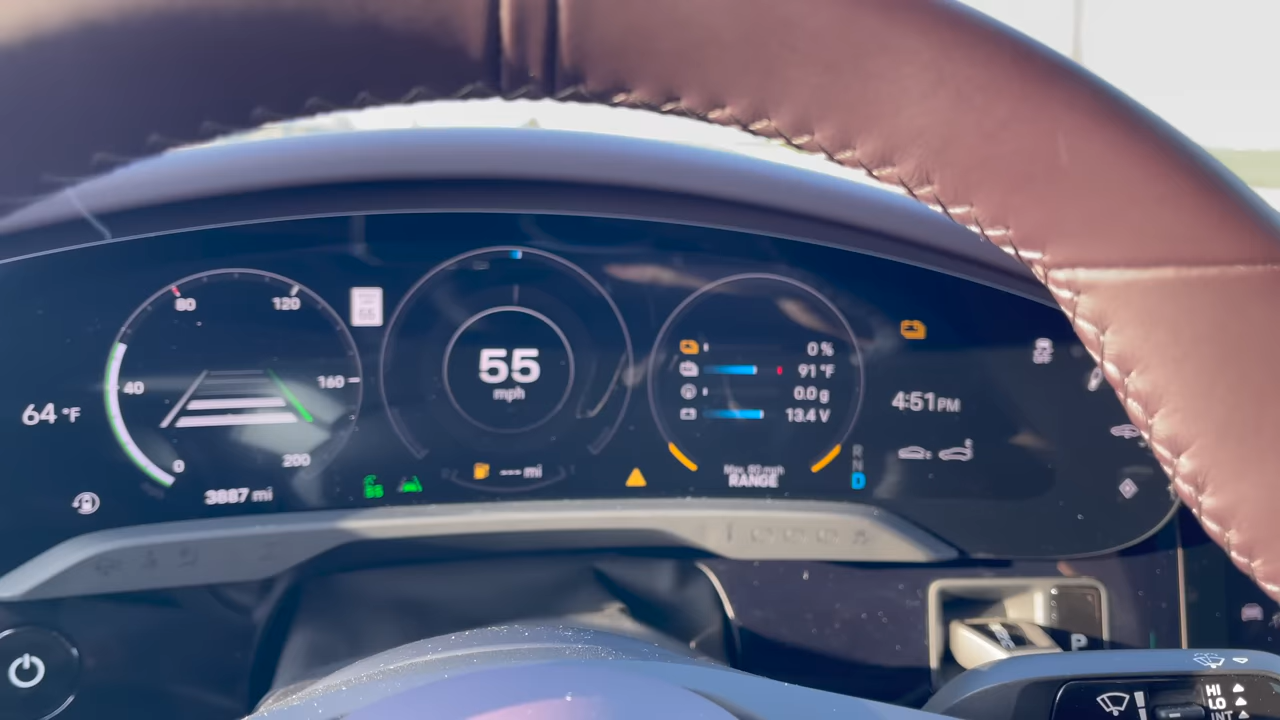 80
120
40
160
0
200
64 °F
3887 mi
55
mph
--- mi
0 %
91 °F
0.0 g
13.4 V
Max. 80 mph
RANGE
R
N
D
4:51 PM
P
HI
LO
INT